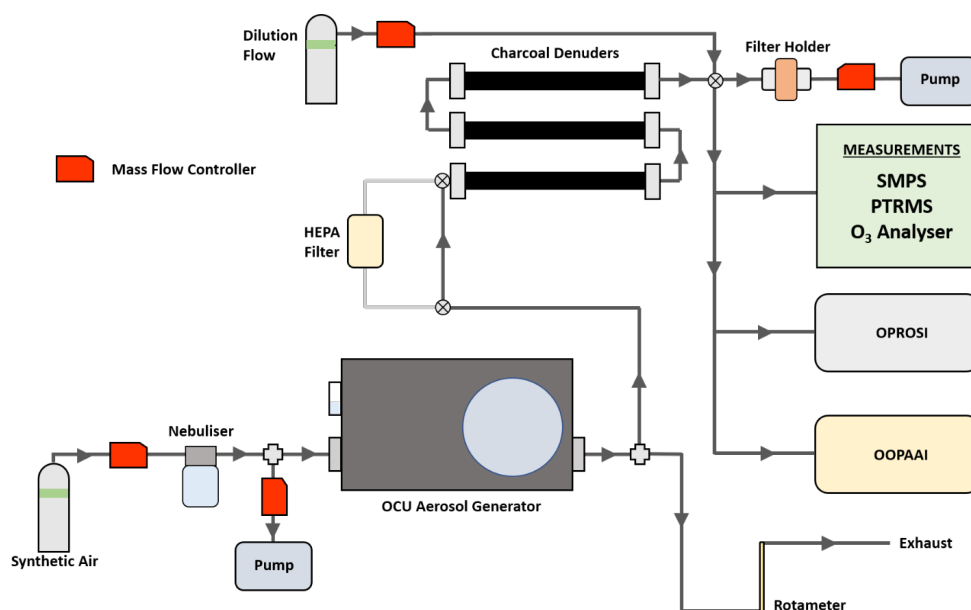 Dilution
Flow
Charcoal Denuders
Filter Holder
Pump
Mass Flow Controller
MEASUREMENTS
SMPS
PTRMS
O₃ Analyser
HEPA
Filter
OPROSI
Nebuliser
OOPAAI
OCU Aerosol Generator
Synthetic Air
Pump
Exhaust
Rotameter